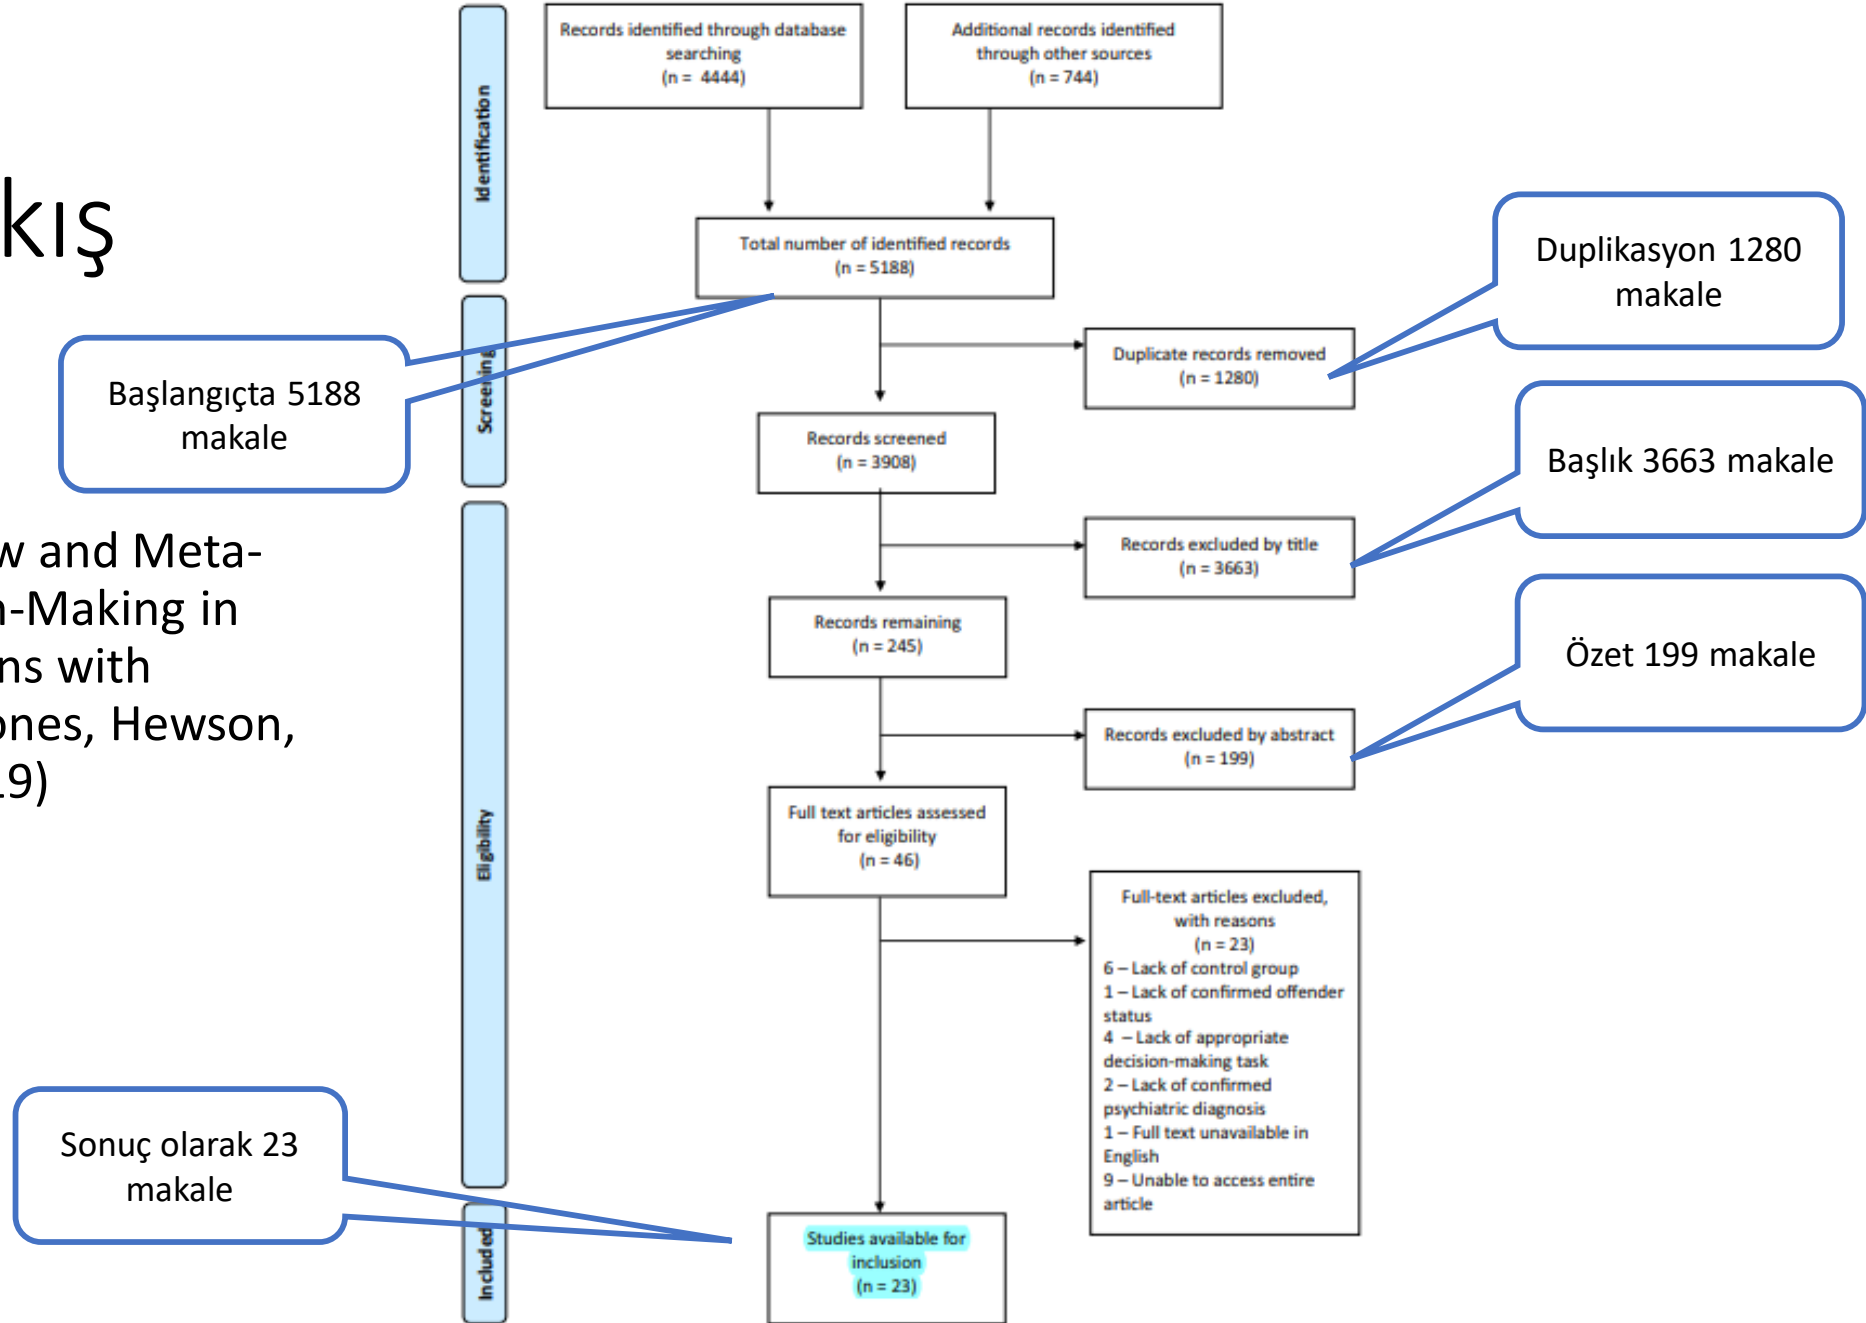 kış
w and Meta-
n-Making in
ns with
ones, Hewson,
19)
Identification
Screening
Eligibility
Included
Records identified through database
searching
(n = 4444)
Additional records identified
through other sources
(n = 744)
Total number of identified records
(n = 5188)
Başlangıçta 5188
makale
Duplicate records removed
(n = 1280)
Duplikasyon 1280
makale
Records screened
(n = 3908)
Records excluded by title
(n = 3663)
Başlık 3663 makale
Records remaining
(n = 245)
Records excluded by abstract
(n = 199)
Özet 199 makale
Full text articles assessed
for eligibility
(n = 46)
Full-text articles excluded,
with reasons
(n = 23)
6 – Lack of control group
1 – Lack of confirmed offender
status
4 – Lack of appropriate
decision-making task
2 – Lack of confirmed
psychiatric diagnosis
1 – Full text unavailable in
English
9 – Unable to access entire
article
Sonuç olarak 23
makale
Studies available for
inclusion
(n = 23)